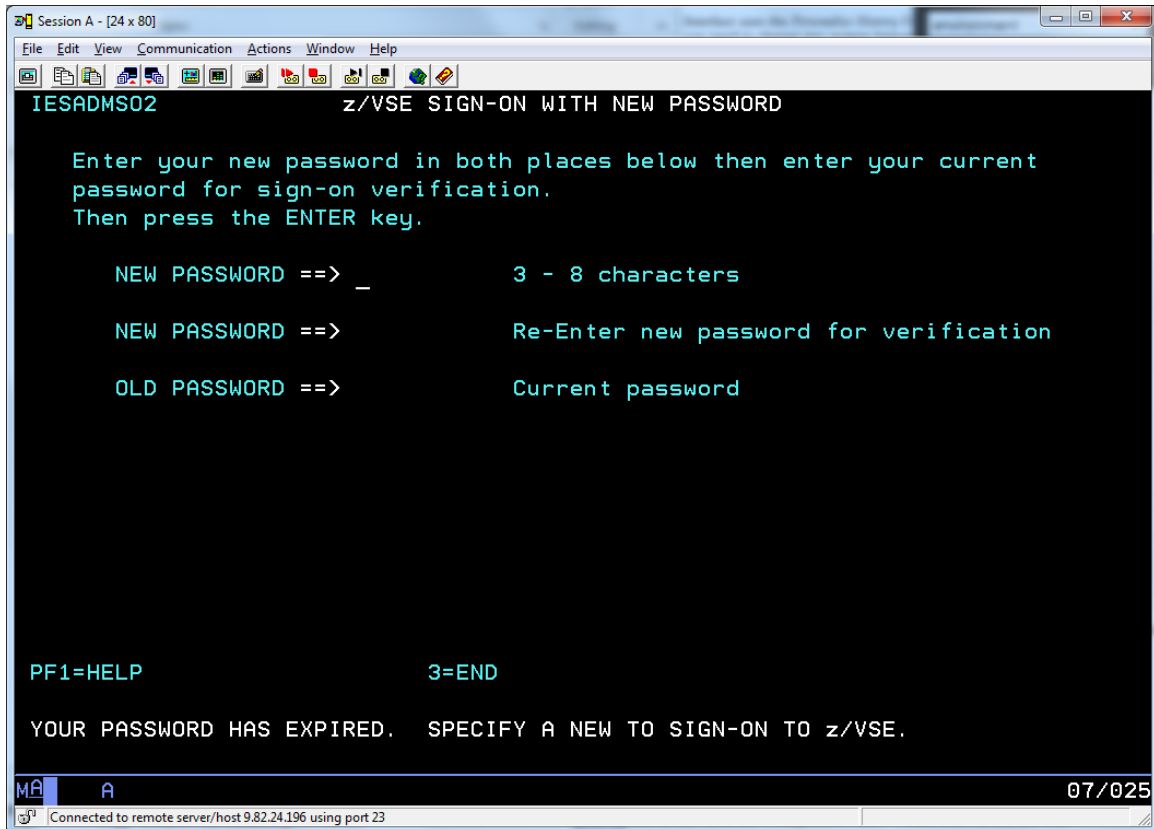 Session A - [24 x 80]
File Edit View Communication Actions Window Help
IESADMSO2 z/VSE SIGN-ON WITH NEW PASSWORD
Enter your new password in both places below then enter your current
password for sign-on verification.
Then press the ENTER key.
NEW PASSWORD ==> _ 3 - 8 characters
NEW PASSWORD ==> Re-Enter new password for verification
OLD PASSWORD ==> Current password
PF1=HELP 3=END
YOUR PASSWORD HAS EXPIRED. SPECIFY A NEW TO SIGN-ON TO z/VSE.
MA A 07/025
Connected to remote server/host 9.82.24.196 using port 23